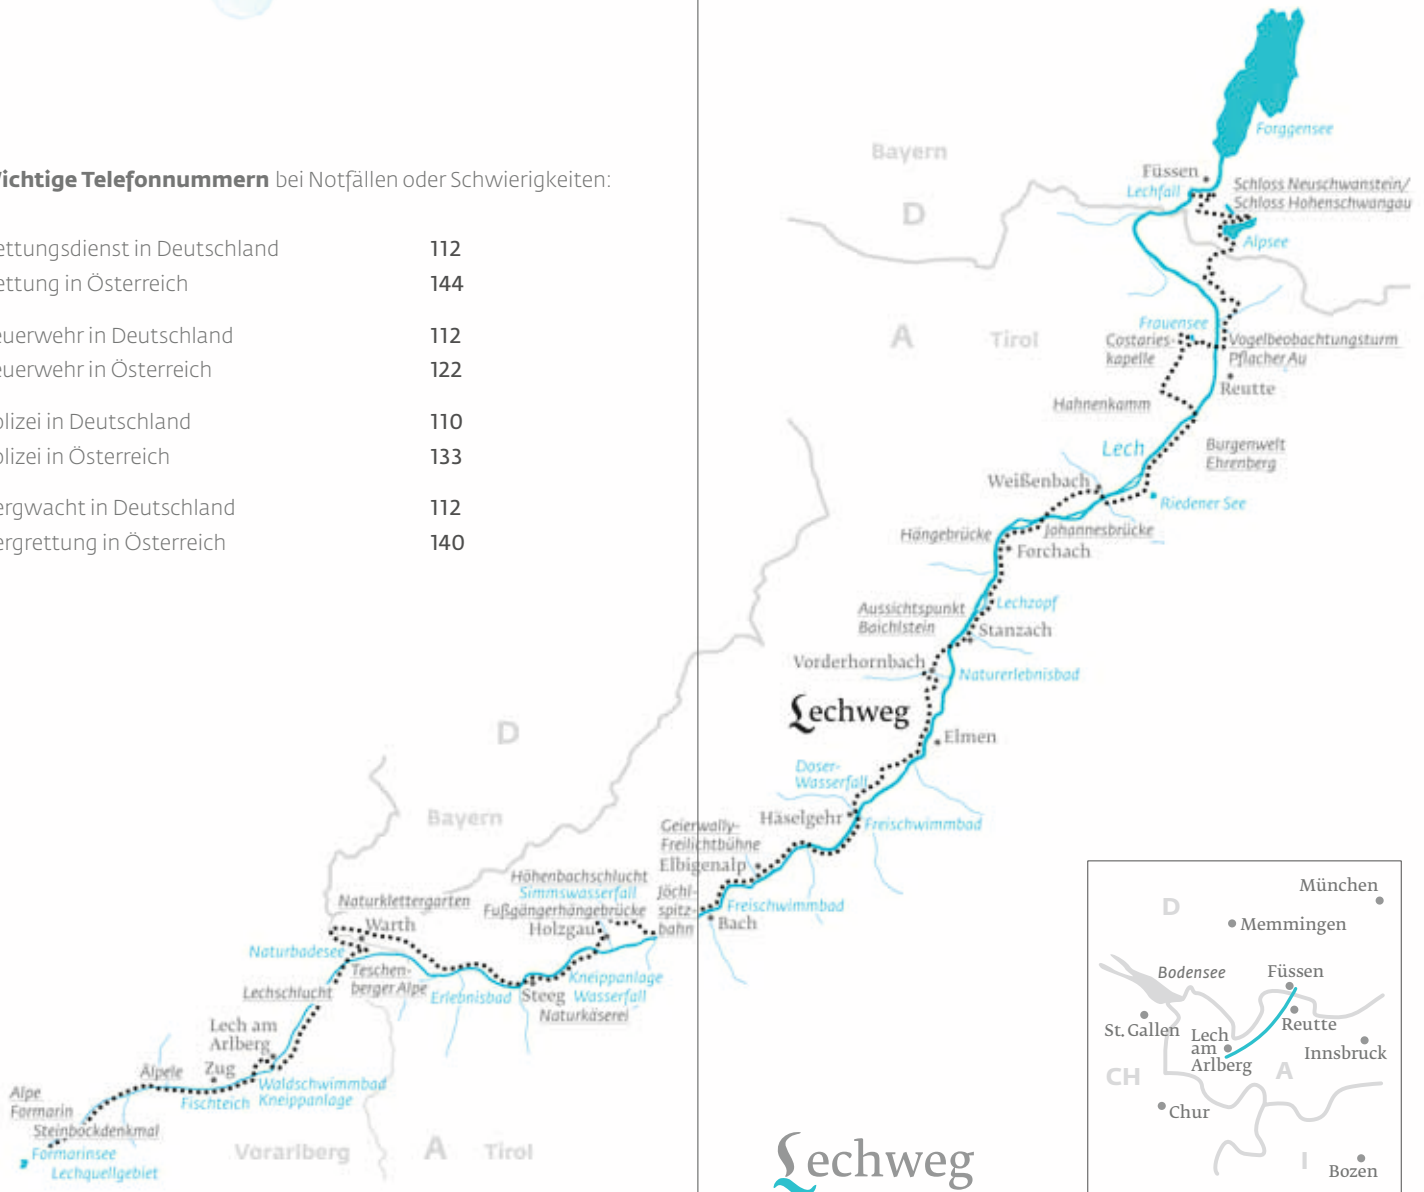 Wichtige Telefonnummern bei Notfällen oder Schwierigkeiten:
ettungsdienst in Deutschland 112
ettung in Österreich 144
euerwehr in Deutschland 112
euerwehr in Österreich 122
olizei in Deutschland 110
olizei in Österreich 133
ergwacht in Deutschland 112
ergrettung in Österreich 140
Forggensee
Bayern
D
Füssen
Lechfall
Schloss Neuschwanstein/
Schloss Hohenschwangau
Alpsee
A
Tirol
Frauensee
Costaries-
kapelle
Vogelbeobachtungsturm
Pflacher Au
Reutte
Hahnenkamm
Lech
Burgenwelt
Ehrenberg
Weißenbach
Riedener See
Hängebrücke
Johannesbrücke
Forchach
Aussichtspunkt
Baichlstein
Lechzopf
Stanzach
Vorderhornbach
Naturerlebnisbad
Lechweg
Elmen
Doser-
Wasserfall
Häselgehr
Freischwimmbad
Geierwally-
Freilichtbühne
Elbigenalp
D
Bayern
Höhenbachschlucht
Simmswasserfall
Fußgängerhängebrücke
Holzgau
Jöchl-
spitz-
bahn
Freischwimmbad
Bach
Naturklettergarten
Warth
Naturbadesee
Teschen-
berger Alpe
Lechschlucht
Erlebnisbad
Steeg
Naturkäserei
Kneippanlage
Wasserfall
Lech am
Arlberg
Zug
Älpele
Waldschwimmbad
Kneippanlage
Fischteich
Alpe
Formarin
Steinbockdenkmal
Formarinsee
Lechquellgebiet
Vorarlberg
A
Tirol
Lechweg
München
D
Memmingen
Bodensee
Füssen
St. Gallen
Lech
am
Arlberg
Reutte
Innsbruck
CH
A
Chur
I
Bozen